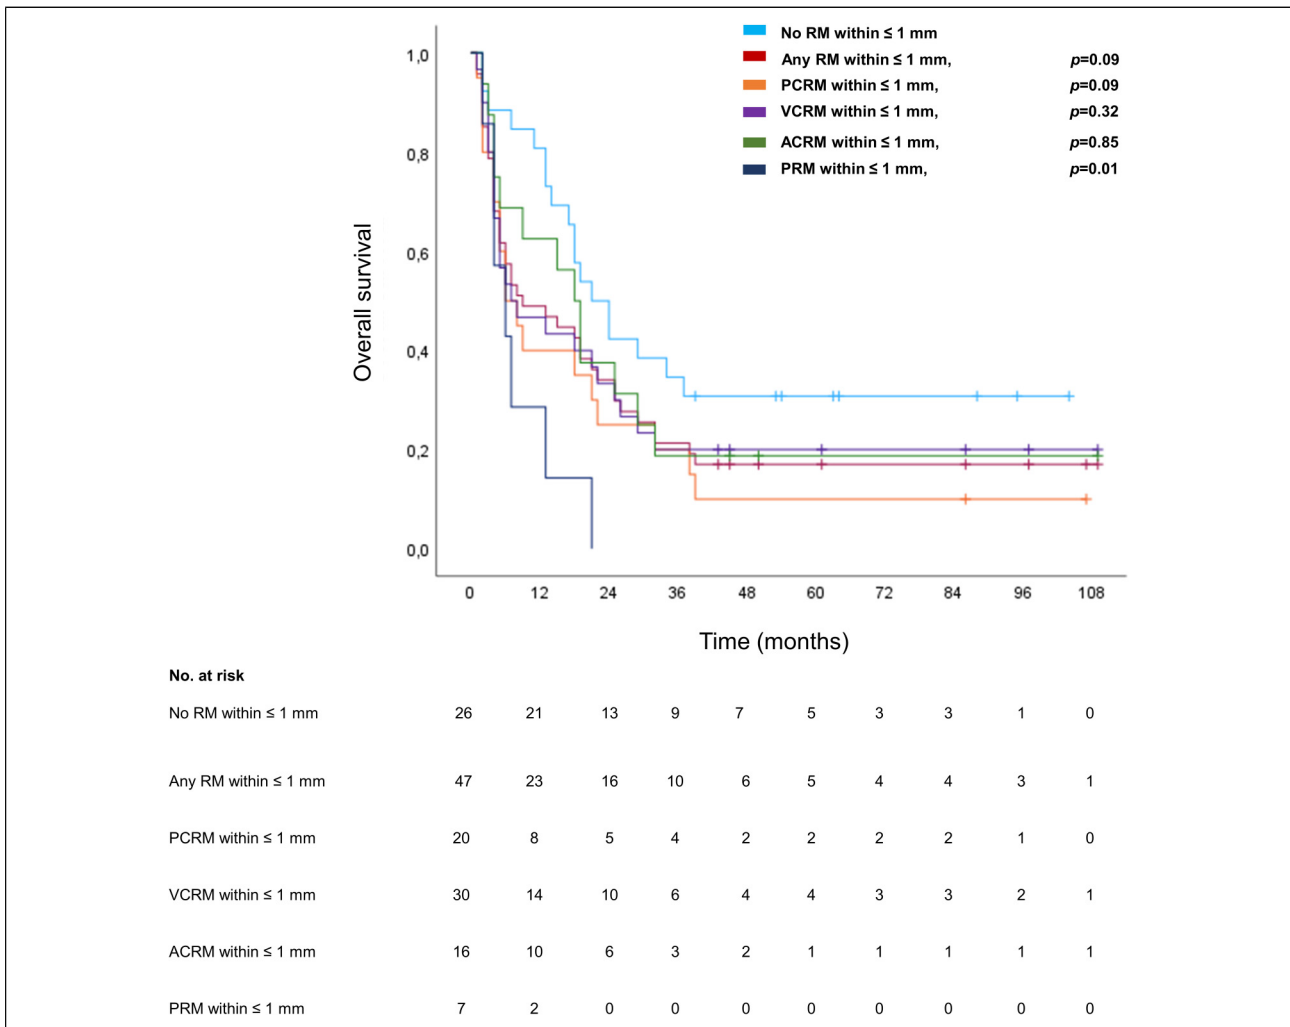 No RM within ≤ 1 mm
Any RM within ≤ 1 mm, p=0.09
PCRM within ≤ 1 mm, p=0.09
VCRM within ≤ 1 mm, p=0.32
ACRM within ≤ 1 mm, p=0.85
PRM within ≤ 1 mm, p=0.01
1,0
0,8
0,6
0,4
0,2
0,0
Overall survival
0 12 24 36 48 60 72 84 96 108
Time (months)
No. at risk
No RM within ≤ 1 mm 26 21 13 9 7 5 3 3 1 0
Any RM within ≤ 1 mm 47 23 16 10 6 5 4 4 3 1
PCRM within ≤ 1 mm 20 8 5 4 2 2 2 2 1 0
VCRM within ≤ 1 mm 30 14 10 6 4 4 3 3 2 1
ACRM within ≤ 1 mm 16 10 6 3 2 1 1 1 1 1
PRM within ≤ 1 mm 7 2 0 0 0 0 0 0 0 0